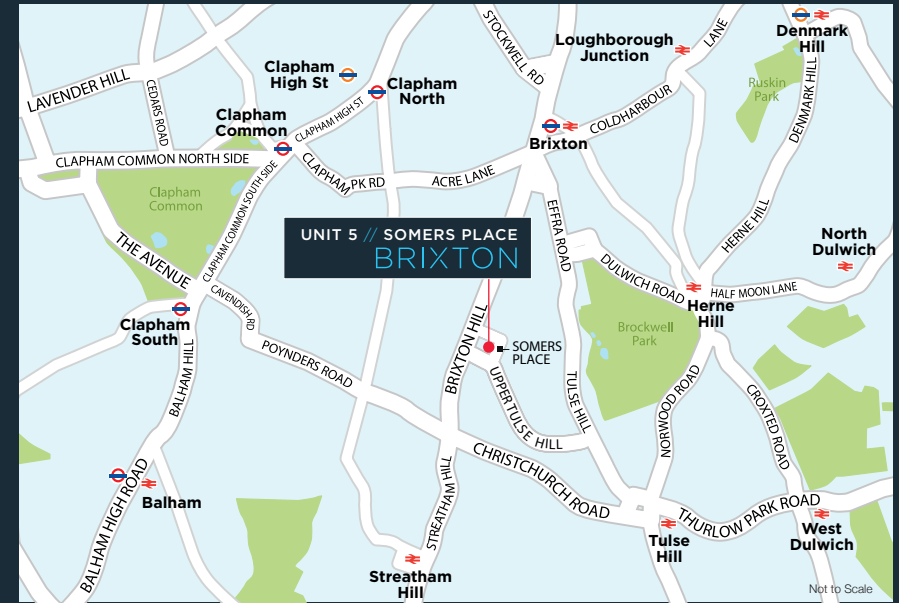 STOCKWELL RD
LANE
Denmark
Hill
Loughborough
Junction
Clapham
High St
LAVENDER HILL
CEDARS ROAD
Clapham
North
Ruskin
Park
DENMARK HILL
CLAPHAM HIGH ST
COLDHARBOUR
Clapham
Common
Brixton
CLAPHAM COMMON NORTH SIDE
CLAPHAM PK RD
ACRE LANE
Clapham
Common
CLAPHAM COMMON SOUTH SIDE
EFFRA ROAD
HERNE HILL
North
Dulwich
UNIT 5 // SOMERS PLACE
BRIXTON
THE AVENUE
DULWICH ROAD
HALF MOON LANE
CAVENDISH RD
Herne
Hill
Clapham
South
Brockwell
Park
BRIXTON HILL
SOMERS
PLACE
POYNDERS ROAD
BALHAM HILL
UPPER TULSE HILL
TULSE HILL
NORWOOD ROAD
CROXTED ROAD
CHRISTCHURCH ROAD
STREATHAM HILL
BALHAM HIGH ROAD
Balham
THURLOW PARK ROAD
Tulse
Hill
West
Dulwich
Streatham
Hill
Not to Scale